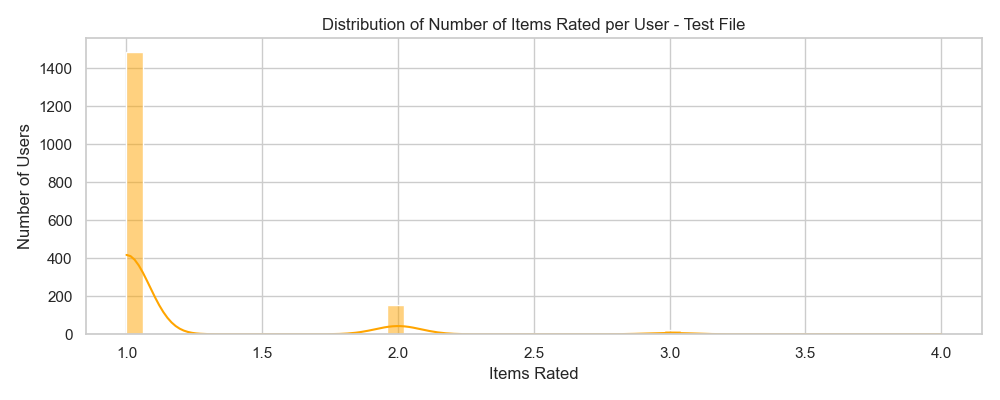 Distribution of Number of Items Rated per User - Test File
Number of Users
1400
1200
1000
800
600
400
200
0
1.0 1.5 2.0 2.5 3.0 3.5 4.0
Items Rated